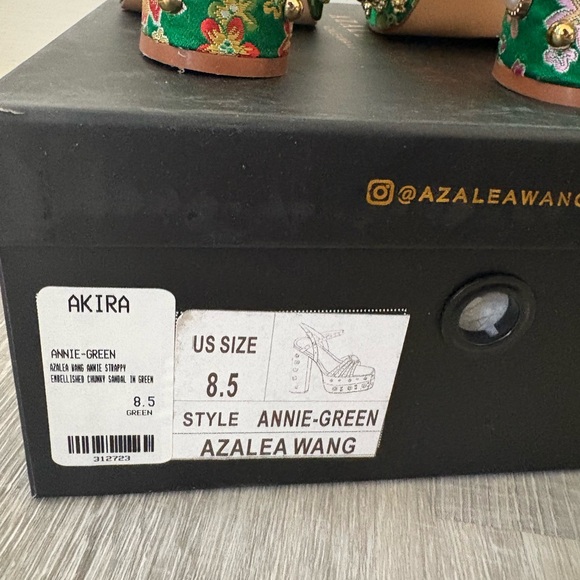 @AZALEAWANG
AKIRA
ANNIE-GREEN
AZALEA WANG ANNIE STRAPPY
EMBELLISHED CHUNKY SANDAL IN GREEN
8.5
GREEN
312723
US SIZE
8.5
STYLE ANNIE-GREEN
AZALEA WANG